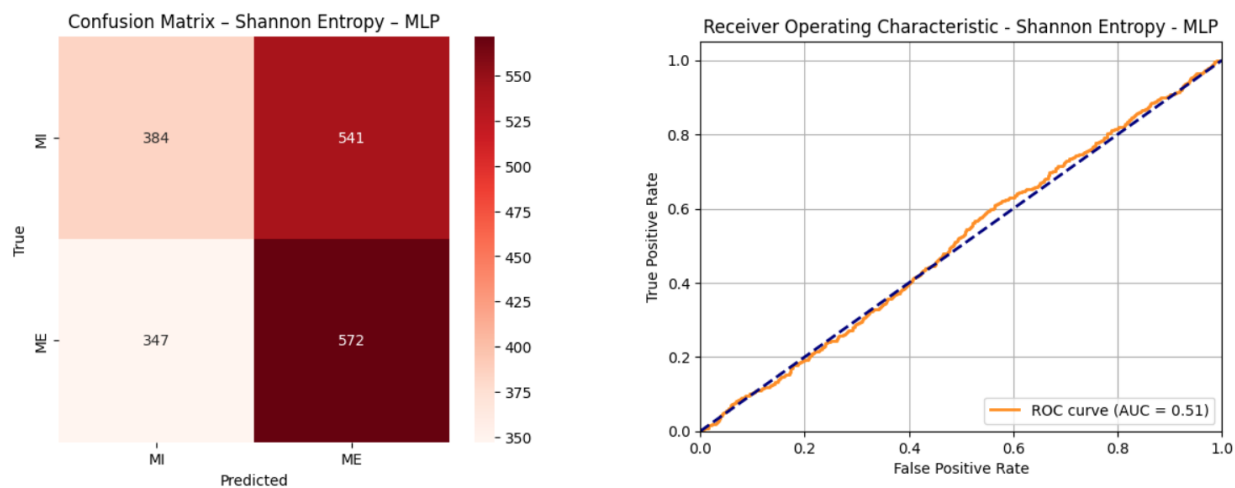 Confusion Matrix – Shannon Entropy – MLP
MI
ME
True
384
541
347
572
MI
ME
Predicted
550
525
500
475
450
425
400
375
350
Receiver Operating Characteristic - Shannon Entropy - MLP
True Positive Rate
1.0
0.8
0.6
0.4
0.2
0.0
0.0
0.2
0.4
0.6
0.8
1.0
False Positive Rate
ROC curve (AUC = 0.51)